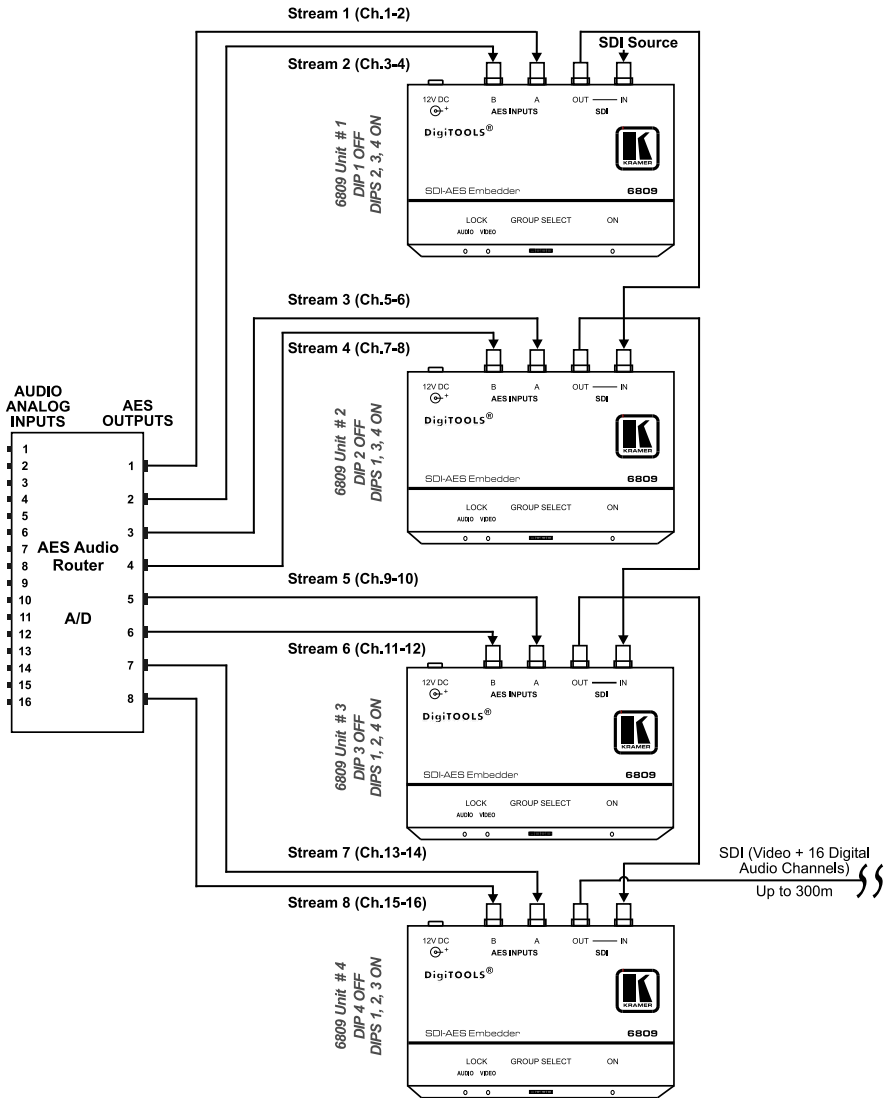 Stream 1 (Ch.1-2)
SDI Source
Stream 2 (Ch.3-4)
6809 Unit # 1
DIP 1 OFF
DIPS 2, 3, 4 ON
12V DC
+
B A
AES INPUTS
OUT IN
SDI
DigiTOOLS®
K
KRAMER
SDI-AES Embedder
6809
LOCK
AUDIO VIDEO
GROUP SELECT
ON
Stream 3 (Ch.5-6)
Stream 4 (Ch.7-8)
6809 Unit # 2
DIP 2 OFF
DIPS 1, 3, 4 ON
12V DC
+
B A
AES INPUTS
OUT IN
SDI
DigiTOOLS®
K
KRAMER
SDI-AES Embedder
6809
LOCK
AUDIO VIDEO
GROUP SELECT
ON
AUDIO
ANALOG
INPUTS
AES
OUTPUTS
1
2
3
4
5
6
7
8
9
10
11
12
13
14
15
16
AES Audio
Router
A/D
1
2
3
4
5
6
7
8
Stream 5 (Ch.9-10)
Stream 6 (Ch.11-12)
6809 Unit # 3
DIP 3 OFF
DIPS 1, 2, 4 ON
12V DC
+
B A
AES INPUTS
OUT IN
SDI
DigiTOOLS®
K
KRAMER
SDI-AES Embedder
6809
LOCK
AUDIO VIDEO
GROUP SELECT
ON
Stream 7 (Ch.13-14)
SDI (Video + 16 Digital
Audio Channels)
Up to 300m
Stream 8 (Ch.15-16)
6809 Unit # 4
DIP 4 OFF
DIPS 1, 2, 3 ON
12V DC
+
B A
AES INPUTS
OUT IN
SDI
DigiTOOLS®
K
KRAMER
SDI-AES Embedder
6809
LOCK
AUDIO VIDEO
GROUP SELECT
ON